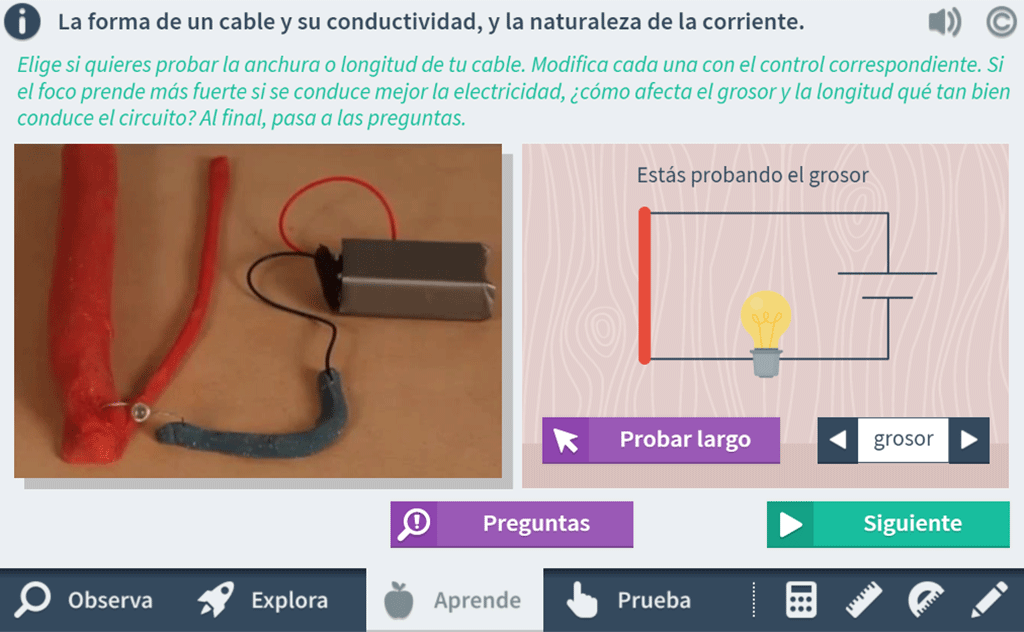 La forma de un cable y su conductividad, y la naturaleza de la corriente.
Elige si quieres probar la anchura o longitud de tu cable. Modifica cada una con el control correspondiente. Si
el foco prende más fuerte si se conduce mejor la electricidad, ¿cómo afecta el grosor y la longitud qué tan bien
conduce el circuito? Al final, pasa a las preguntas.
Estás probando el grosor
Probar largo
grosor
Preguntas
Siguiente
Observa
Explora
Aprende
Prueba